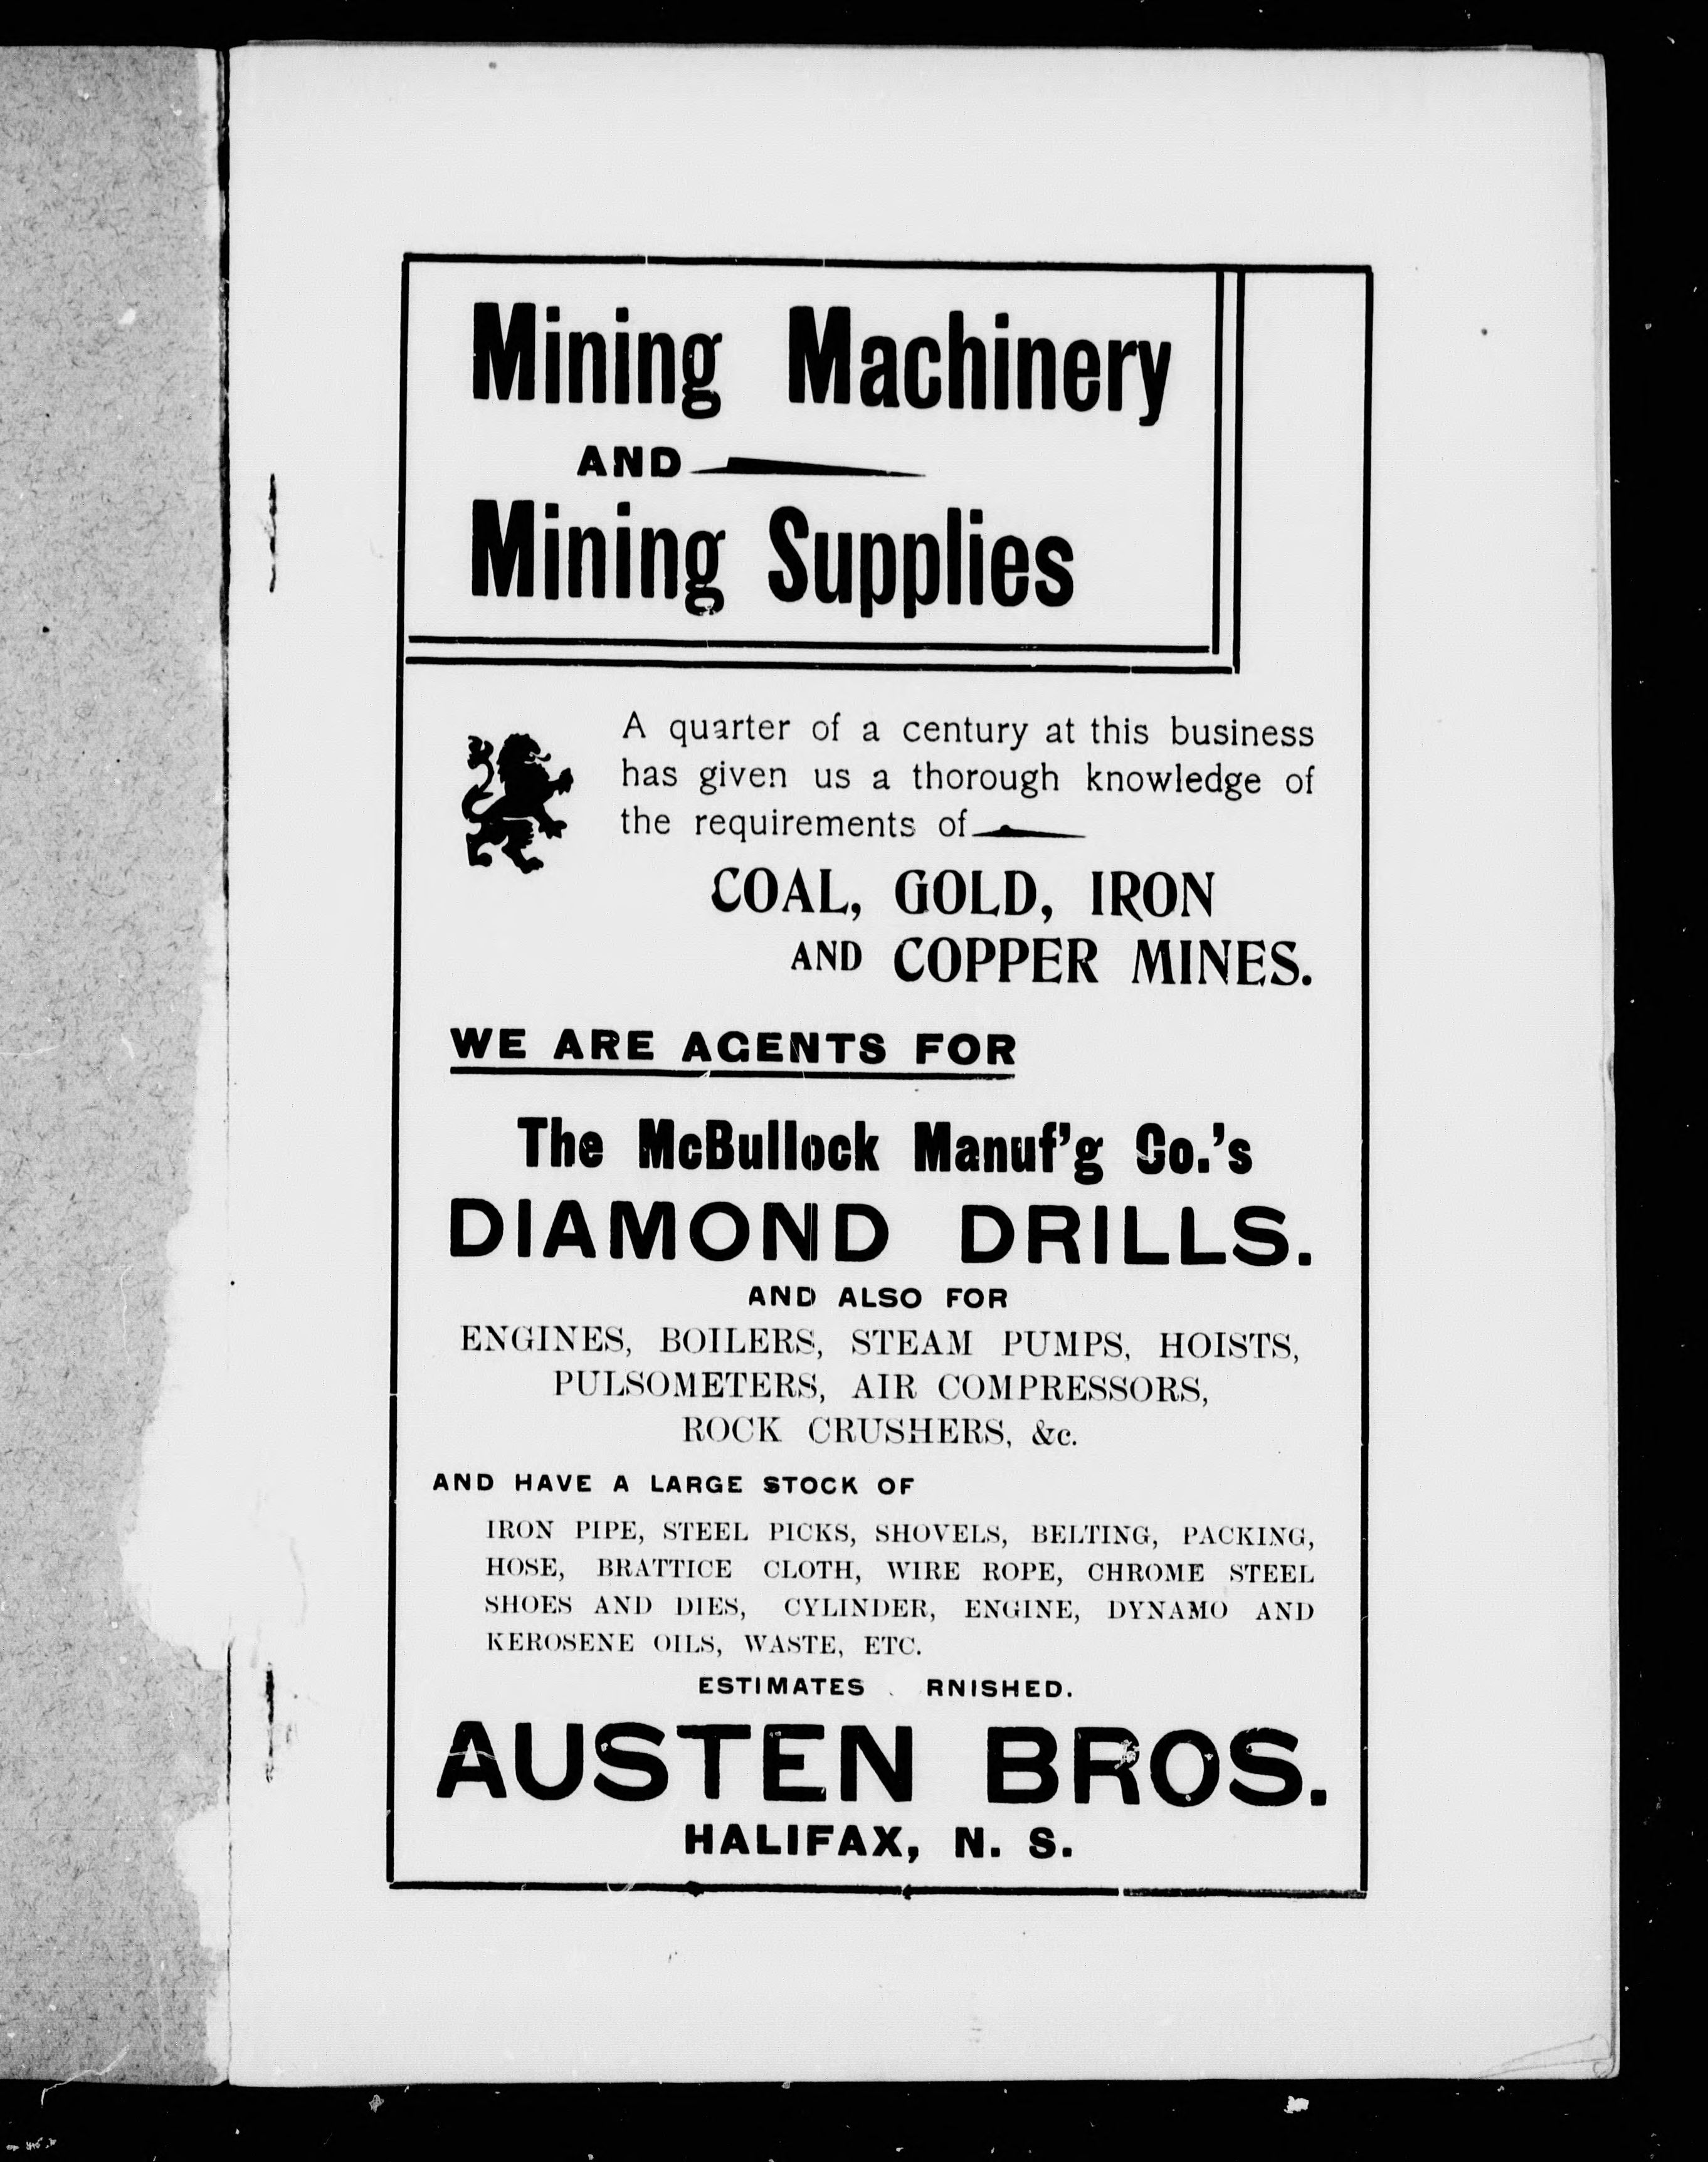 Mining Machinery
AND
Mining Supplies
A quarter of a century at this business
has given us a thorough knowledge of
the requirements of
COAL, GOLD, IRON
AND COPPER MINES.
WE ARE AGENTS FOR
The McBullock Manuf'g Co.'s
DIAMOND DRILLS.
AND ALSO FOR
ENGINES, BOILERS, STEAM PUMPS, HOISTS,
PULSOMETERS, AIR COMPRESSORS,
ROCK CRUSHERS, &c.
AND HAVE A LARGE STOCK OF
IRON PIPE, STEEL PICKS, SHOVELS, BELTING, PACKING,
HOSE, BRATTICE CLOTH, WIRE ROPE, CHROME STEEL
SHOES AND DIES, CYLINDER, ENGINE, DYNAMO AND
KEROSENE OILS, WASTE, ETC.
ESTIMATES RNISHED.
AUSTEN BROS.
HALIFAX, N. S.